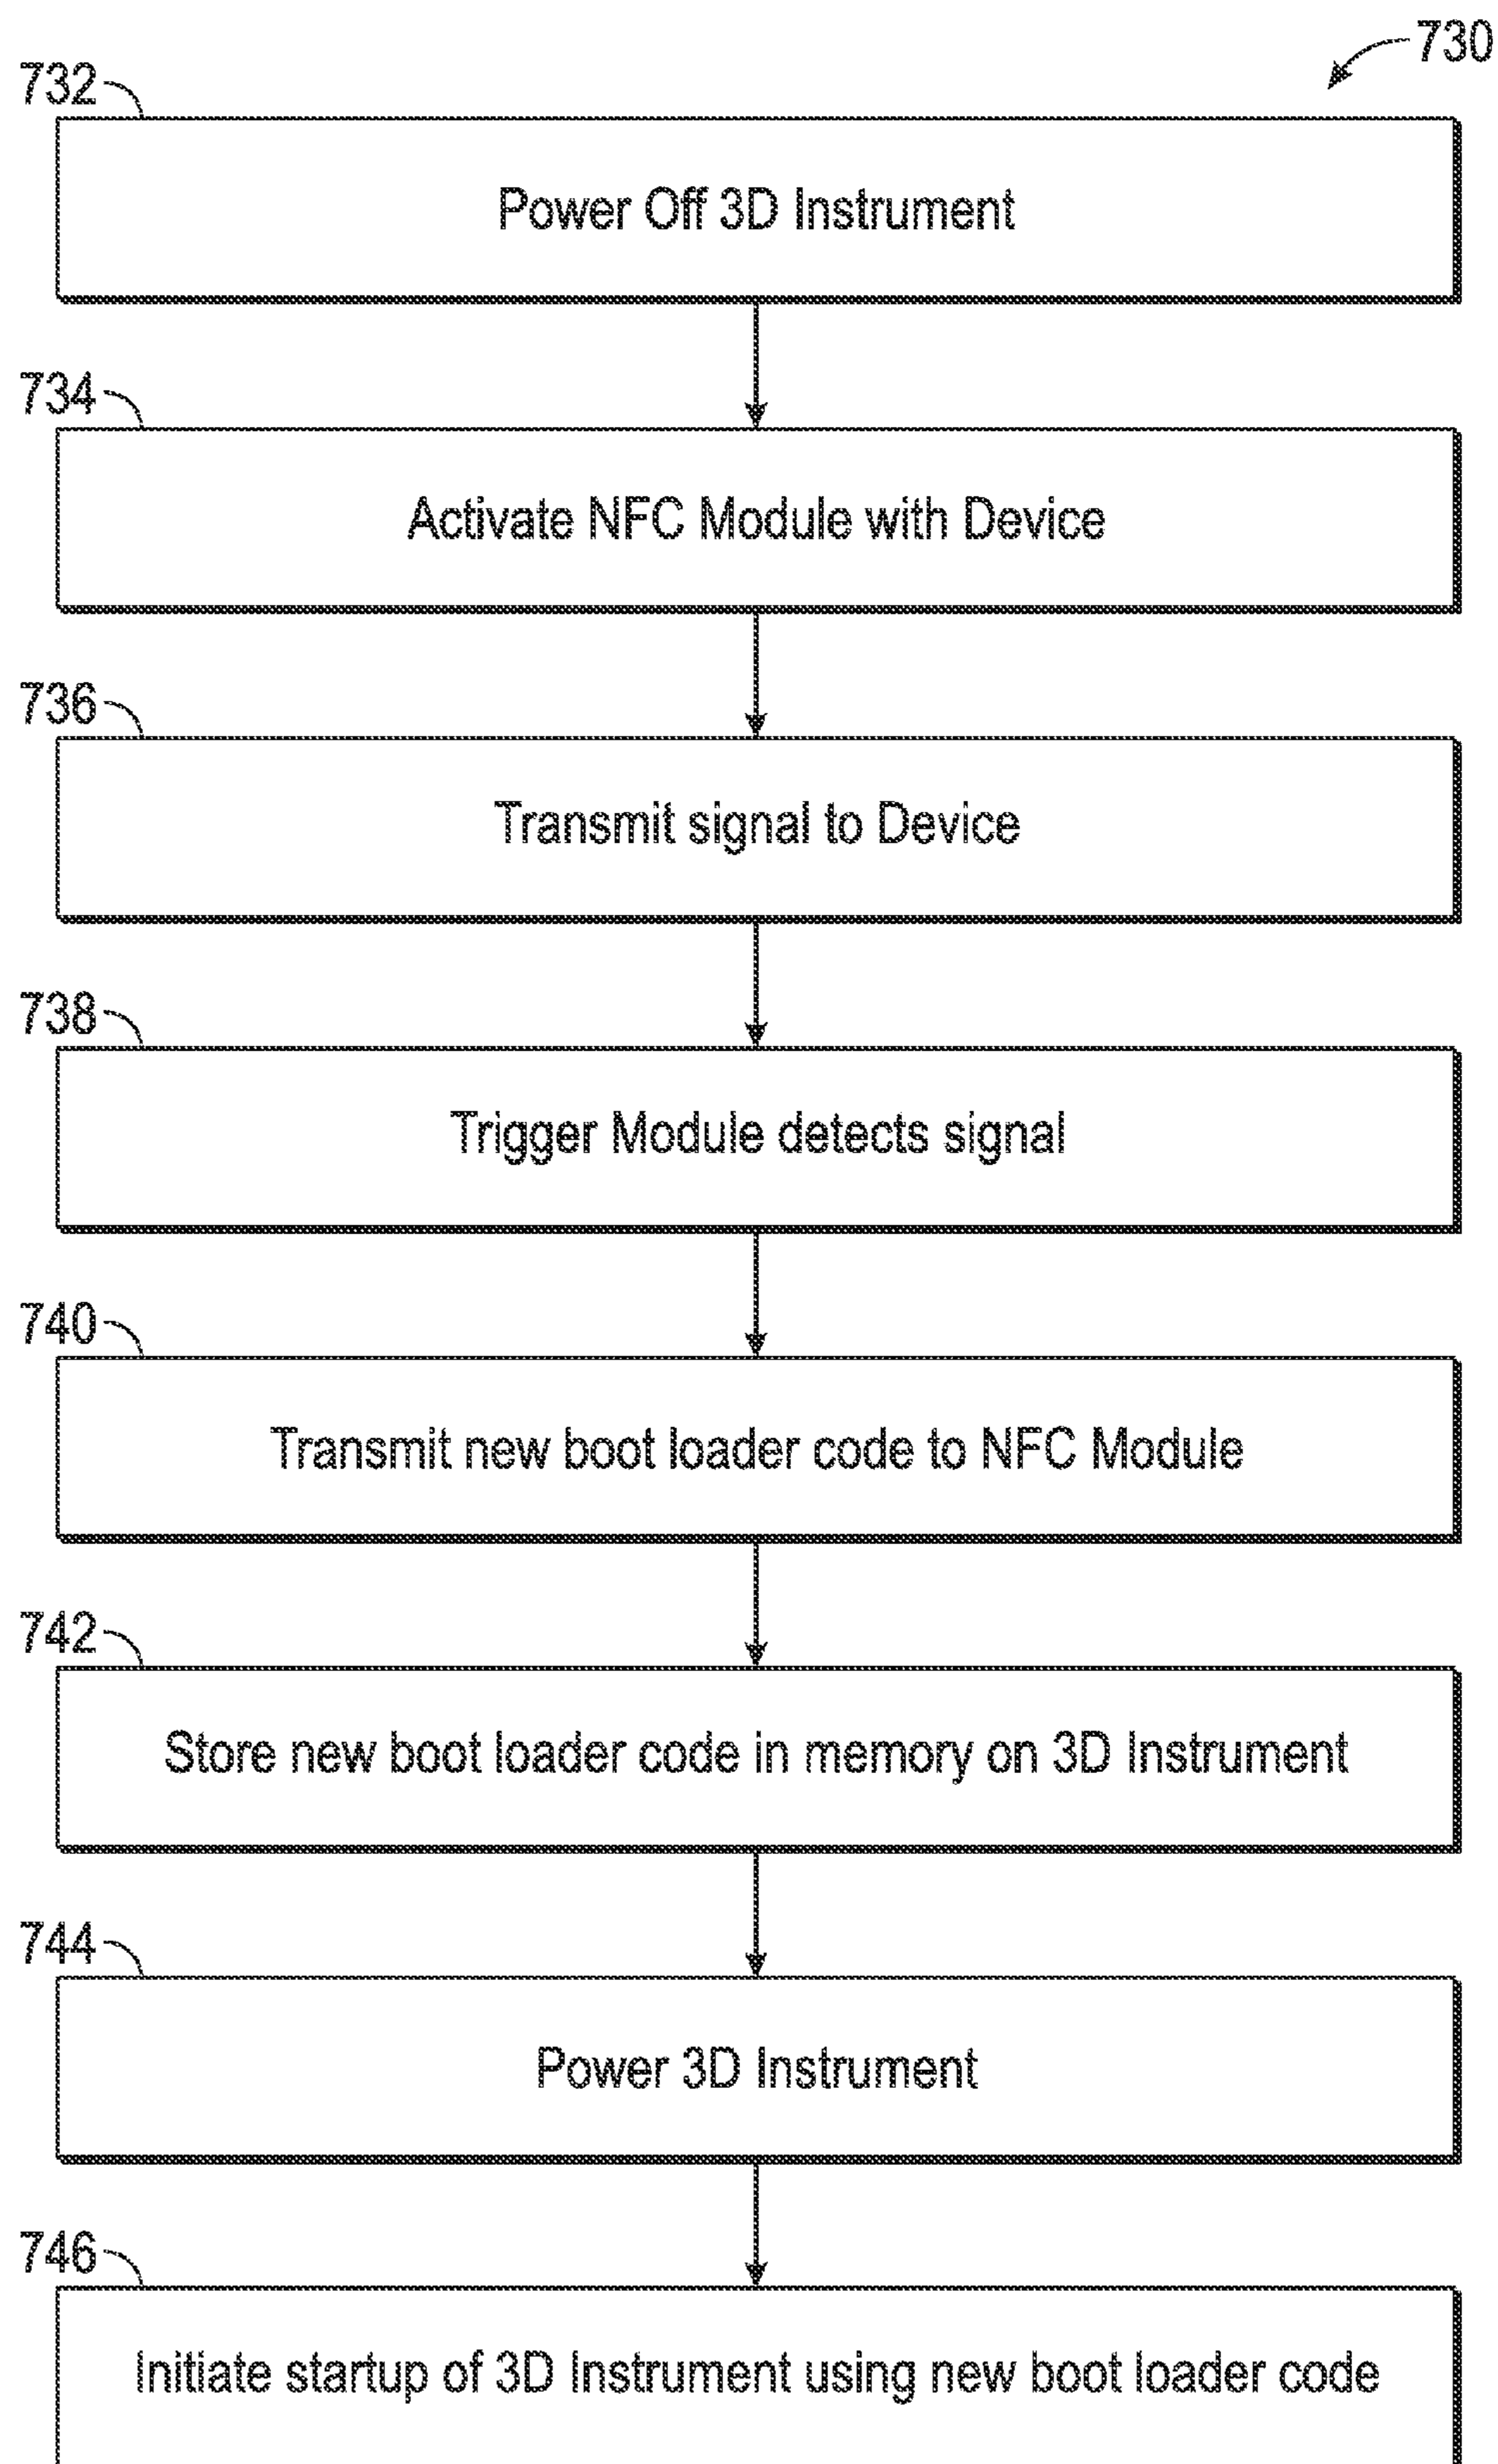 730
732
Power Off 3D Instrument
734
Activate NFC Module with Device
736
Transmit signal to Device
738
Trigger Module detects signal
740
Transmit new boot loader code to NFC Module
742
Store new boot loader code in memory on 3D Instrument
744
Power 3D Instrument
746
Initiate startup of 3D Instrument using new boot loader code